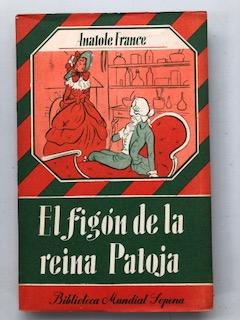 Anatole France
El figón de la
reina Patoja
Biblioteca Mundial Sopena